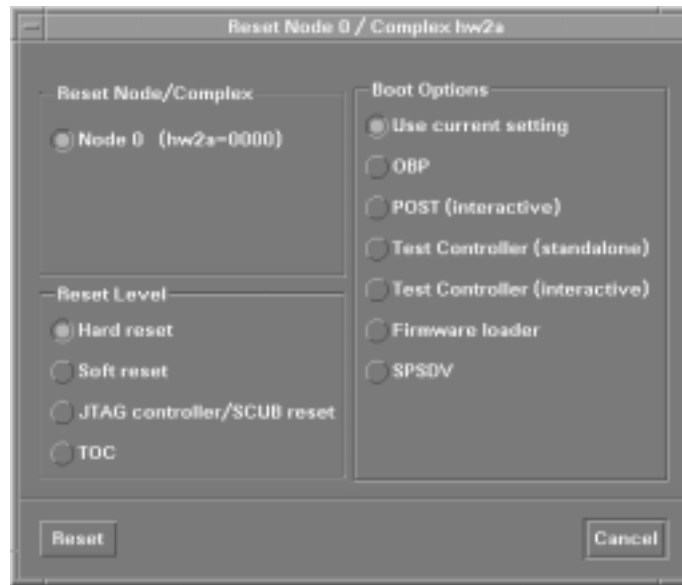 Reset Node 0 / Complex hw2a
Reset Node/Complex
Node 0 (hw2a-0000)
Reset Level
Hard reset
Soft reset
JTAG controller/SCUB reset
TOC
Boot Options
Use current setting
OBP
POST (interactive)
Test Controller (standalone)
Test Controller (interactive)
Firmware loader
SPSDV
Reset
Cancel